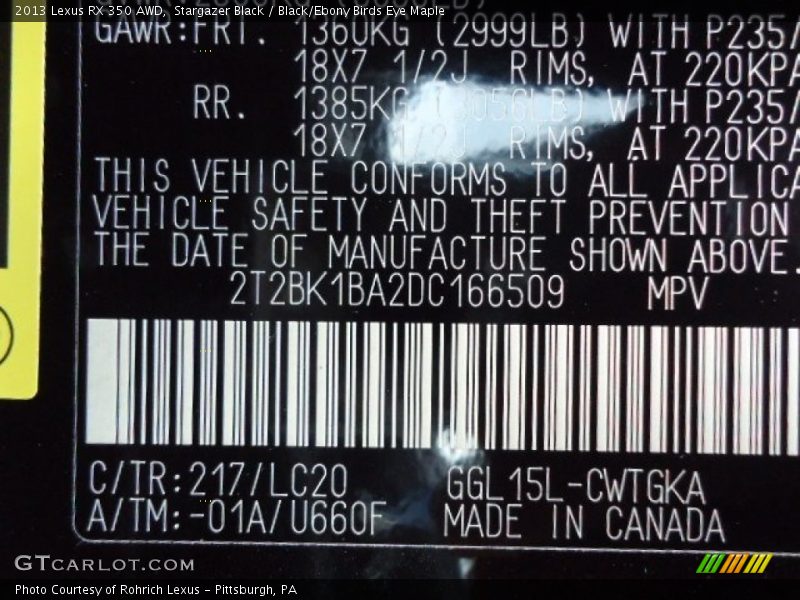 2013 Lexus RX 350 AWD, Stargazer Black / Black/Ebony Birds Eye Maple
GAWR:FRT. 1360KG (2999LB) WITH P235/
18X7 1/2J RIMS, AT 220KPA
RR. 1385KG (3056LB) WITH P235/
18X7 1/2J RIMS, AT 220KPA
THIS VEHICLE CONFORMS TO ALL APPLICA
VEHICLE SAFETY AND THEFT PREVENTION
THE DATE OF MANUFACTURE SHOWN ABOVE.
2T2BK1BA2DC166509 MPV
C/TR:217/LC20 GGL15L-CWTGKA
A/TM:-01A/U660F MADE IN CANADA
GTCARLOT.COM
Photo Courtesy of Rohrich Lexus - Pittsburgh, PA